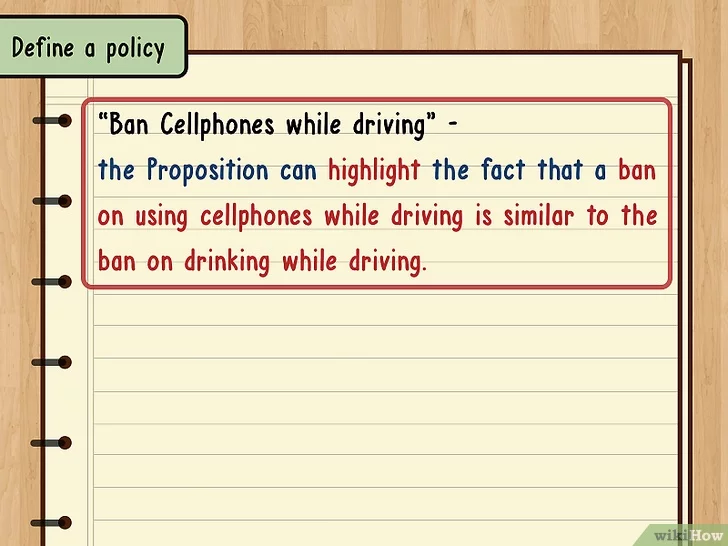 Define a policy
“Ban Cellphones while driving” -
the Proposition can highlight the fact that a ban
on using cellphones while driving is similar to the
ban on drinking while driving.
wikiHow